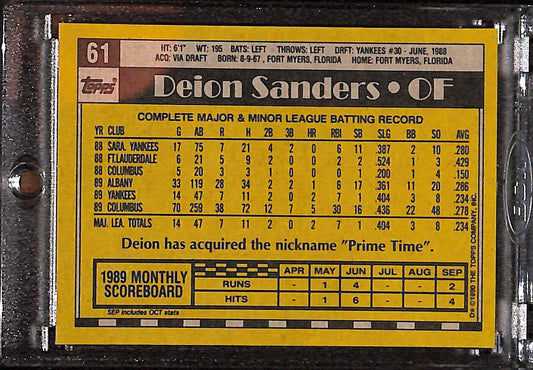 61
HT: 6'1" WT: 195 BATS: LEFT THROWS: LEFT DRFT: YANKEES #30 - JUNE, 1988
ACQ: VIA DRAFT BORN: 8-9-67, FORT MYERS, FLORIDA HOME: FORT MYERS, FLORIDA
TOPPS
Deion Sanders • OF
COMPLETE MAJOR & MINOR LEAGUE BATTING RECORD
YR CLUB G AB R H 2B 3B HR RBI SB SLG BB SO AVG
88 SARA. YANKEES 17 75 7 21 4 2 0 6 11 .387 2 10 .280
88 FT.LAUDERDALE 6 21 5 9 2 0 0 2 2 .524 1 3 .429
88 COLUMBUS 5 20 3 3 1 0 0 0 1 .200 1 4 .150
89 ALBANY 33 119 28 34 2 2 1 6 17 .361 11 20 .286
89 YANKEES 14 47 7 11 2 0 2 7 1 .404 3 8 .234
89 COLUMBUS 70 259 38 72 12 7 5 30 16 .436 22 48 .278
MAJ. LEA. TOTALS 14 47 7 11 2 0 2 7 1 .404 3 8 .234
Deion has acquired the nickname "Prime Time".
1989 MONTHLY SCOREBOARD
APR MAY JUN JUL AUG SEP
RUNS - 1 4 - - 2
HITS - 1 6 - - 4
SEP includes OCT stats
D* ©1990 THE TOPPS COMPANY, INC.